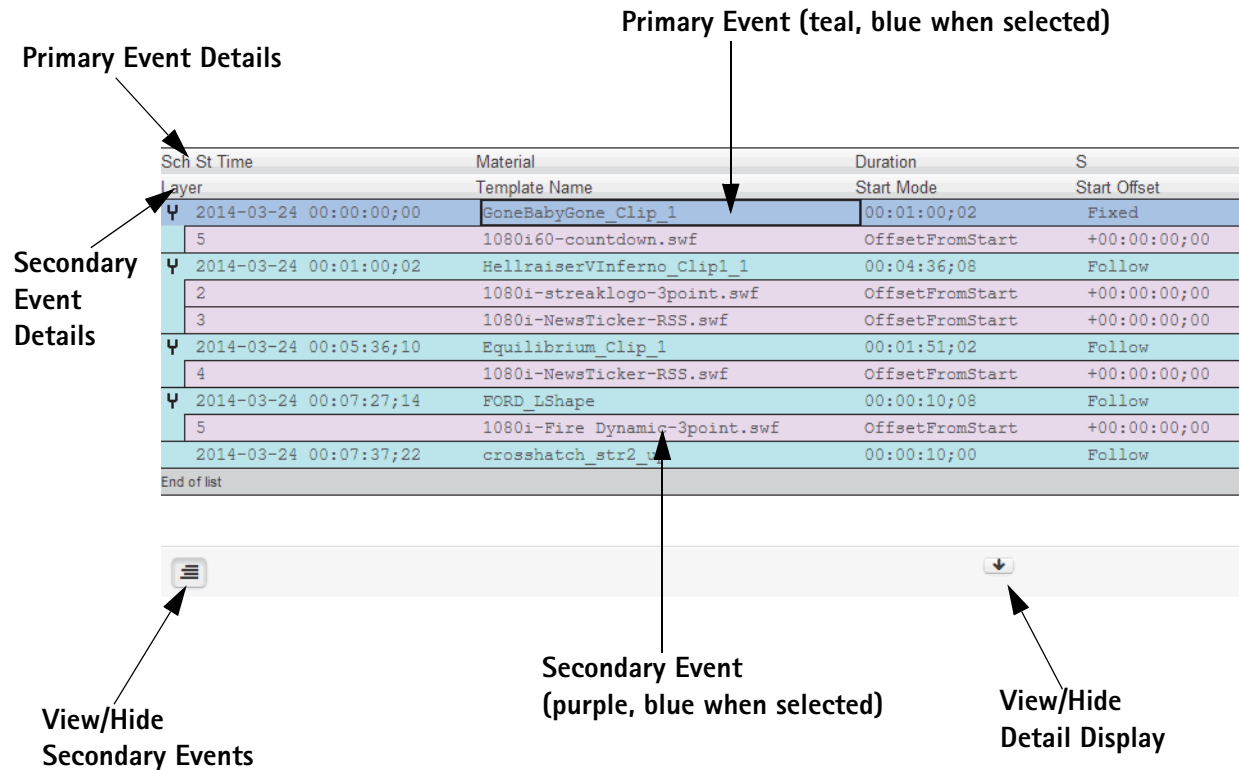 Primary Event (teal, blue when selected)
Primary Event Details
Sch St Time Material Duration S
Layer Template Name Start Mode Start Offset
2014-03-24 00:00:00;00 GoneBabyGone_Clip_1 00:01:00;02 Fixed
5 1080i60-countdown.swf OffsetFromStart +00:00:00;00
2014-03-24 00:01:00;02 HellraiserVInferno_Clip1_1 00:04:36;08 Follow
2 1080i-streaklogo-3point.swf OffsetFromStart +00:00:00;00
3 1080i-NewsTicker-RSS.swf OffsetFromStart +00:00:00;00
2014-03-24 00:05:36;10 Equilibrium_Clip_1 00:01:51;02 Follow
4 1080i-NewsTicker-RSS.swf OffsetFromStart +00:00:00;00
2014-03-24 00:07:27;14 FORD_LShape 00:00:10;08 Follow
5 1080i-Fire Dynamic-3point.swf OffsetFromStart +00:00:00;00
2014-03-24 00:07:37;22 crosshatch_str2_up 00:00:10;00 Follow
End of list
Secondary
Event
Details
Secondary Event
(purple, blue when selected)
View/Hide
Secondary Events
View/Hide
Detail Display